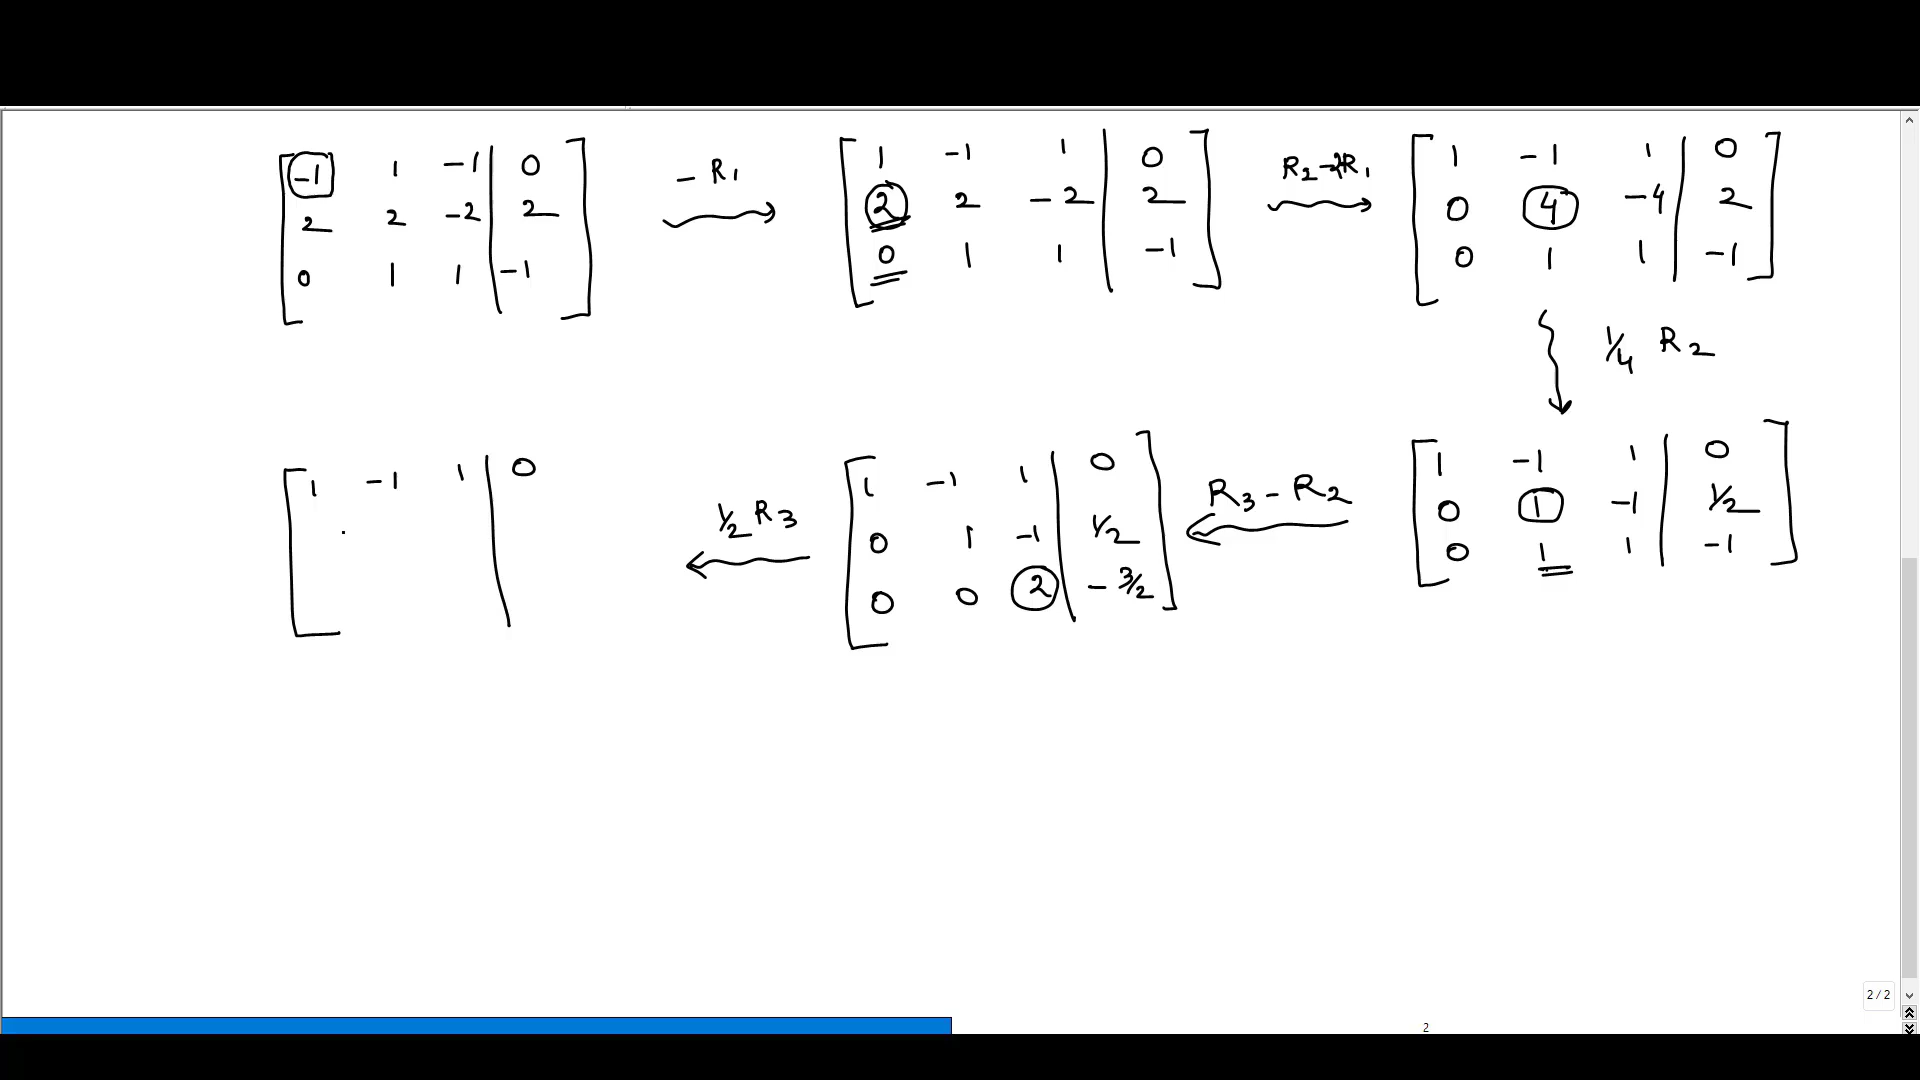 -1 1 -1 | 0
2 2 -2 | 2
0 1 1 | -1
- R1
1 -1 1 | 0
2 2 -2 | 2
0 1 1 | -1
R2-2R1
1 -1 1 | 0
0 4 -4 | 2
0 1 1 | -1
1/4 R2
1 -1 1 | 0
0 1 -1 | 1/2
0 1 1 | -1
R3 - R2
1 -1 1 | 0
0 1 -1 | 1/2
0 0 2 | - 3/2
1/2 R3
1 -1 1 | 0
2 / 2
2